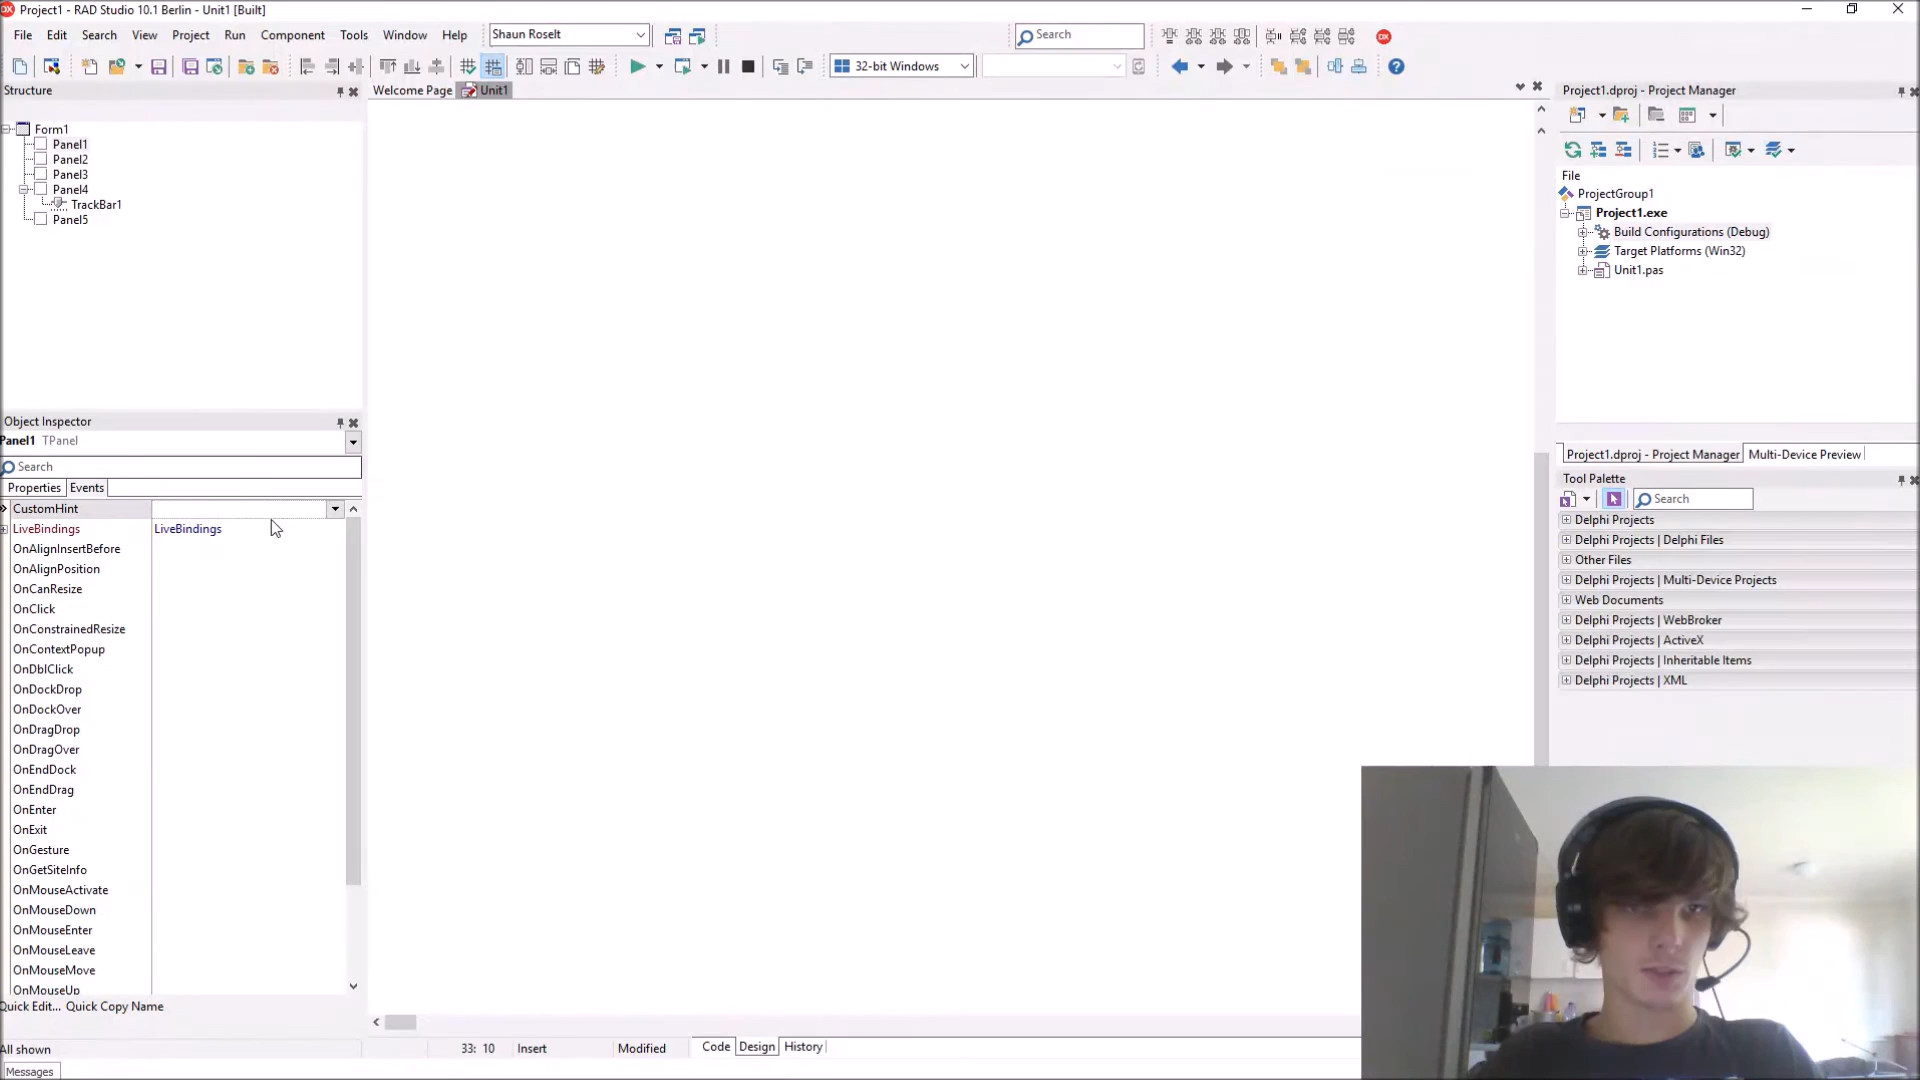 Project1 - RAD Studio 10.1 Berlin - Unit1 [Built]
File Edit Search View Project Run Component Tools Window Help Shaun Roselt Search
32-bit Windows
Structure
Form1
Panel1
Panel2
Panel3
Panel4
TrackBar1
Panel5
Object Inspector
Panel1 TPanel
Search
Properties Events
CustomHint
LiveBindings LiveBindings
OnAlignInsertBefore
OnAlignPosition
OnCanResize
OnClick
OnConstrainedResize
OnContextPopup
OnDblClick
OnDockDrop
OnDockOver
OnDragDrop
OnDragOver
OnEndDock
OnEndDrag
OnEnter
OnExit
OnGesture
OnGetSiteInfo
OnMouseActivate
OnMouseDown
OnMouseEnter
OnMouseLeave
OnMouseMove
OnMouseUp
Quick Edit... Quick Copy Name
All shown
Messages
Welcome Page Unit1
33: 10 Insert Modified Code Design History
Project1.dproj - Project Manager
File
ProjectGroup1
Project1.exe
Build Configurations (Debug)
Target Platforms (Win32)
Unit1.pas
Project1.dproj - Project Manager Multi-Device Preview
Tool Palette
Search
Delphi Projects
Delphi Projects | Delphi Files
Other Files
Delphi Projects | Multi-Device Projects
Web Documents
Delphi Projects | WebBroker
Delphi Projects | ActiveX
Delphi Projects | Inheritable Items
Delphi Projects | XML